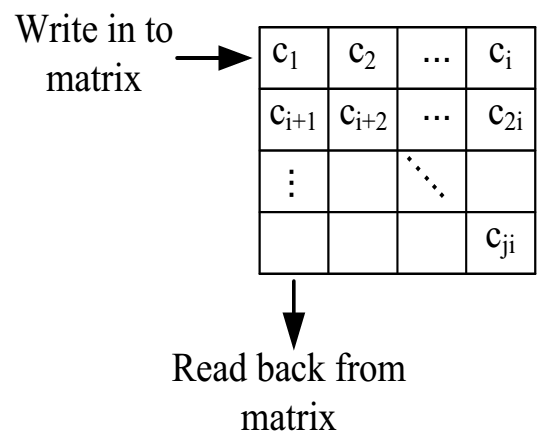 Write in to
matrix
c₁ c₂ ... cᵢ
cᵢ₊₁ cᵢ₊₂ ... c₂ᵢ
⋮ ⋱
cⱼᵢ
Read back from
matrix